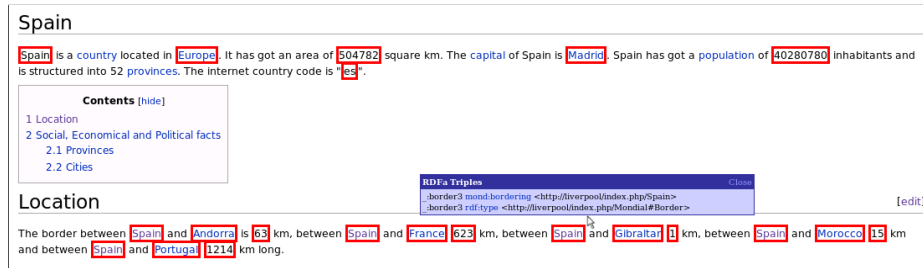 Spain
Spain is a country located in Europe. It has got an area of 504782 square km. The capital of Spain is Madrid. Spain has got a population of 40280780 inhabitants and
is structured into 52 provinces. The internet country code is "es".
Contents [hide]
1 Location
2 Social, Economical and Political facts
2.1 Provinces
2.2 Cities
RDFa Triples Close
_:border3 mond:bordering <http://liverpool/index.php/Spain>
_:border3 rdf:type <http://liverpool/index.php/Mondial#Border>
Location [edit]
The border between Spain and Andorra is 63 km, between Spain and France 623 km, between Spain and Gibraltar 1 km, between Spain and Morocco 15 km
and between Spain and Portugal 1214 km long.